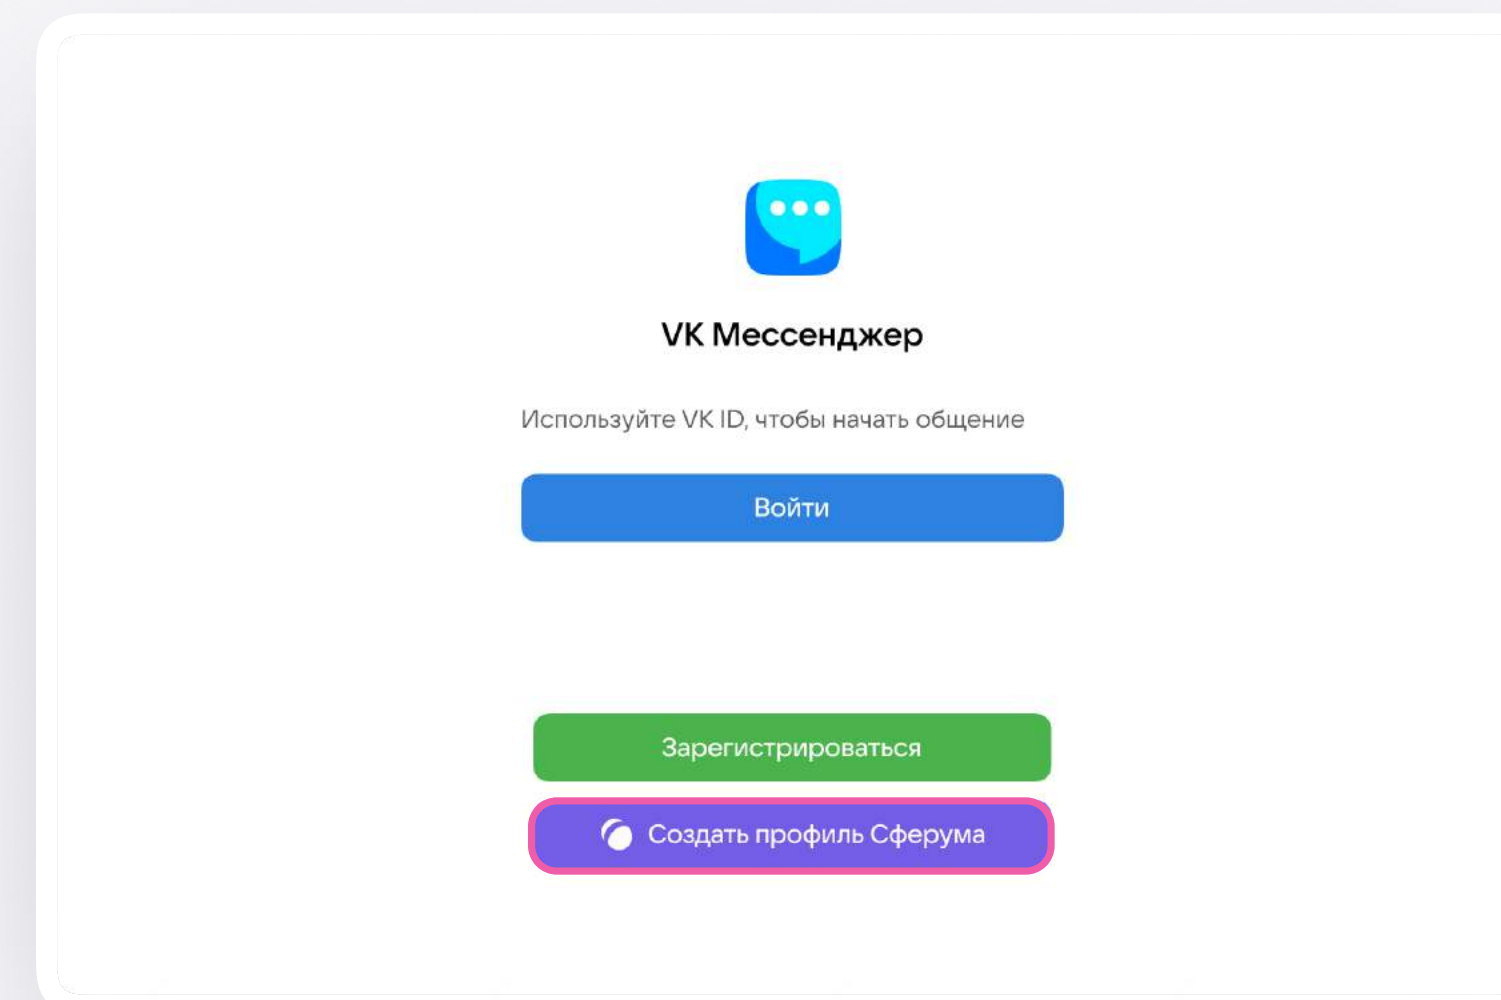 VK Мессенджер
Используйте VK ID, чтобы начать общение
Войти
Зарегистрироваться
Создать профиль Сферума